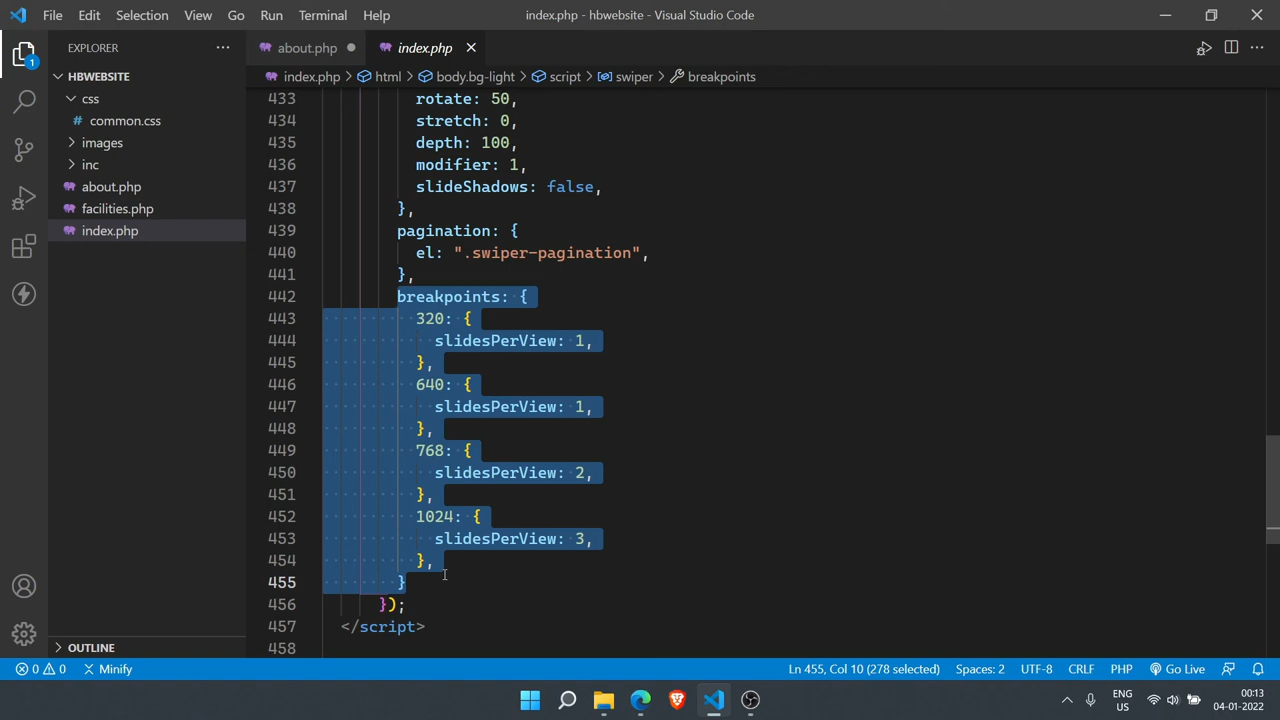 File Edit Selection View Go Run Terminal Help index.php - hbwebsite - Visual Studio Code
EXPLORER ...
about.php ●
index.php ×
HBWEBSITE
index.php > html > body.bg-light > script > swiper > breakpoints
css
# common.css
images
inc
about.php
facilities.php
index.php
433 rotate: 50,
434 stretch: 0,
435 depth: 100,
436 modifier: 1,
437 slideShadows: false,
438 },
439 pagination: {
440 el: ".swiper-pagination",
441 },
442 breakpoints: {
443 320: {
444 slidesPerView: 1,
445 },
446 640: {
447 slidesPerView: 1,
448 },
449 768: {
450 slidesPerView: 2,
451 },
452 1024: {
453 slidesPerView: 3,
454 },
455 }
456 });
457 </script>
458
OUTLINE
1
0 0 Minify Ln 455, Col 10 (278 selected) Spaces: 2 UTF-8 CRLF PHP Go Live
ENG
US
00:13
04-01-2022